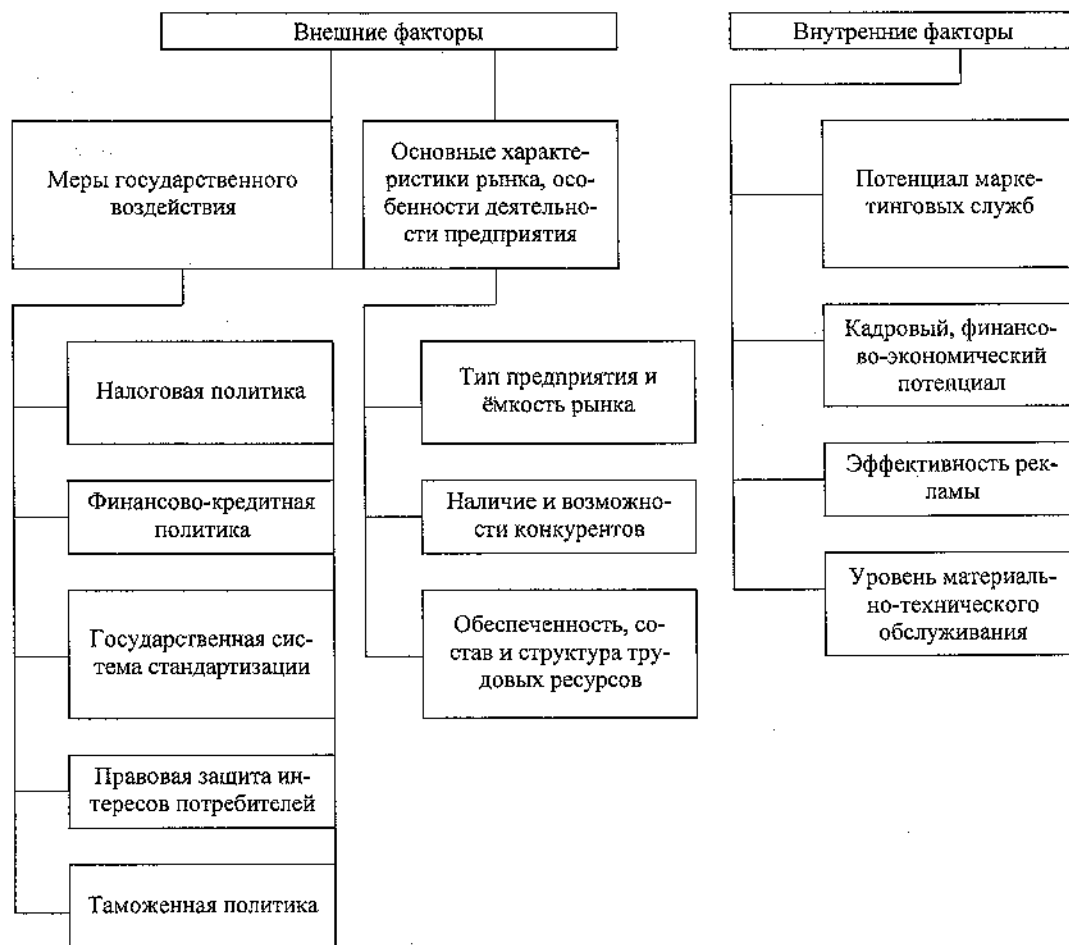 Внешние факторы
Внутренние факторы
Меры государственного
воздействия
Основные характе-
ристики рынка, осо-
бенности деятельно-
сти предприятия
Потенциал марке-
тинговых служб
Налоговая политика
Финансово-кредитная
политика
Государственная сис-
тема стандартизации
Правовая защита ин-
тересов потребителей
Таможенная политика
Тип предприятия и
ёмкость рынка
Наличие и возможно-
сти конкурентов
Обеспеченность, со-
став и структура тру-
довых ресурсов
Кадровый, финансо-
во-экономический
потенциал
Эффективность рек-
ламы
Уровень материаль-
но-технического
обслуживания